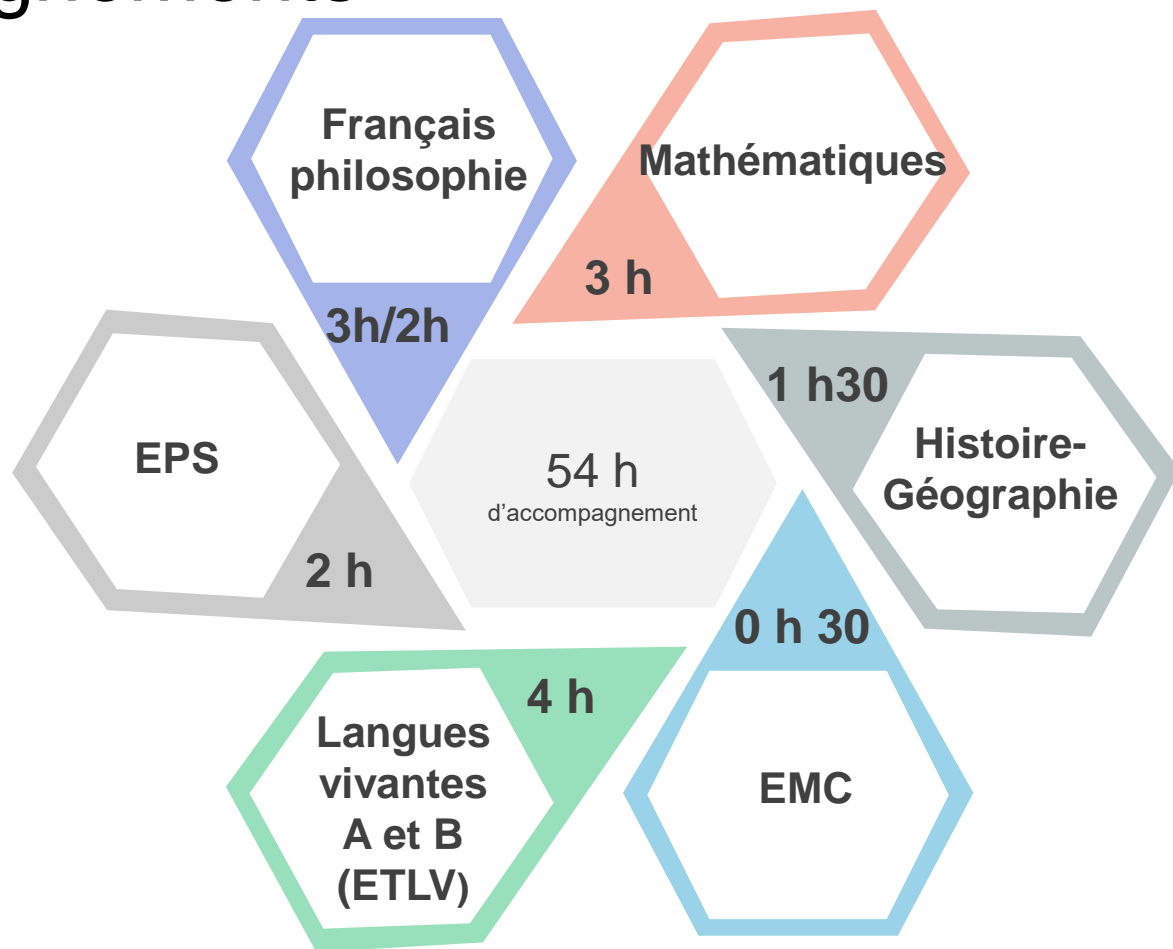 Français
philosophie
3h/2h
Mathématiques
3 h
1 h30
Histoire-
Géographie
EPS
2 h
54 h
d'accompagnement
0 h 30
EMC
4 h
Langues
vivantes
A et B
(ETLV)